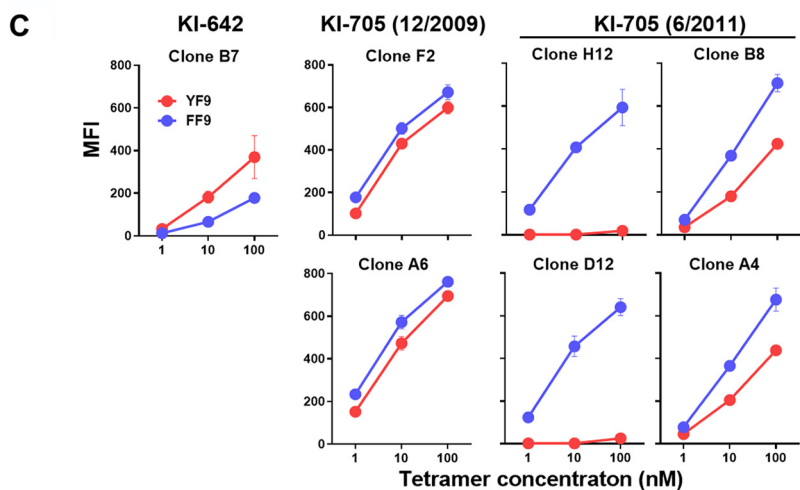 C
KI-642
KI-705 (12/2009)
KI-705 (6/2011)
Clone B7
Clone F2
Clone H12
Clone B8
MFI
800
600
400
200
0
YF9
FF9
1 10 100
800
600
400
200
0
Clone A6
Clone D12
Clone A4
800
600
400
200
0
1 10 100
1 10 100
1 10 100
Tetramer concentraton (nM)